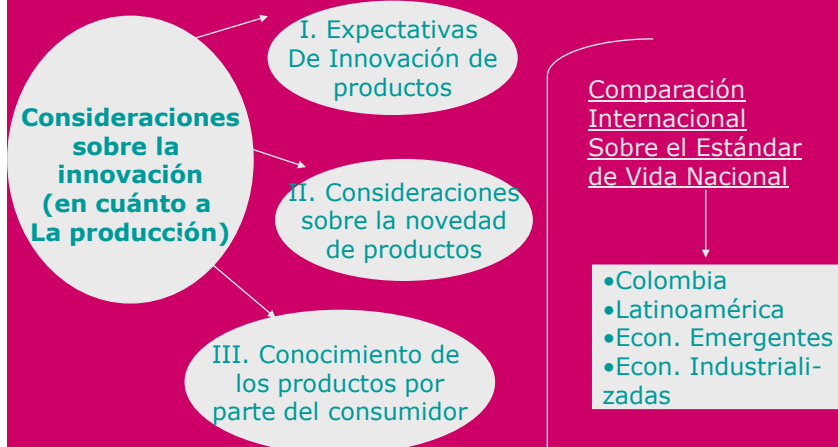 Consideraciones
sobre la
innovación
(en cuánto a
La producción)
I. Expectativas
De Innovación de
productos
II. Consideraciones
sobre la novedad
de productos
III. Conocimiento de
los productos por
parte del consumidor
Comparación
Internacional
Sobre el Estándar
de Vida Nacional
•Colombia
•Latinoamérica
•Econ. Emergentes
•Econ. Industriali-
zadas